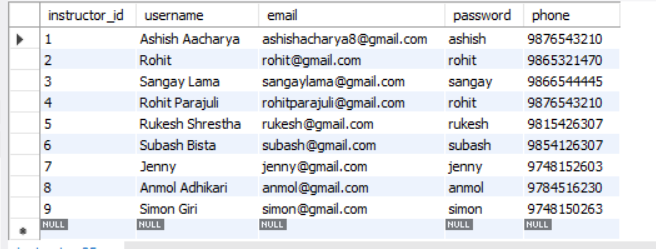 instructor_id username email password phone
1 Ashish Aacharya ashishacharya8@gmail.com ashish 9876543210
2 Rohit rohit@gmail.com rohit 9865321470
3 Sangay Lama sangaylama@gmail.com sangay 9866544445
4 Rohit Parajuli rohitparajuli@gmail.com rohit 9876543210
5 Rukesh Shrestha rukesh@gmail.com rukesh 9815426307
6 Subash Bista subash@gmail.com subash 9854126307
7 Jenny jenny@gmail.com jenny 9748152603
8 Anmol Adhikari anmol@gmail.com anmol 9784516230
9 Simon Giri simon@gmail.com simon 9748150263
NULL NULL NULL NULL NULL